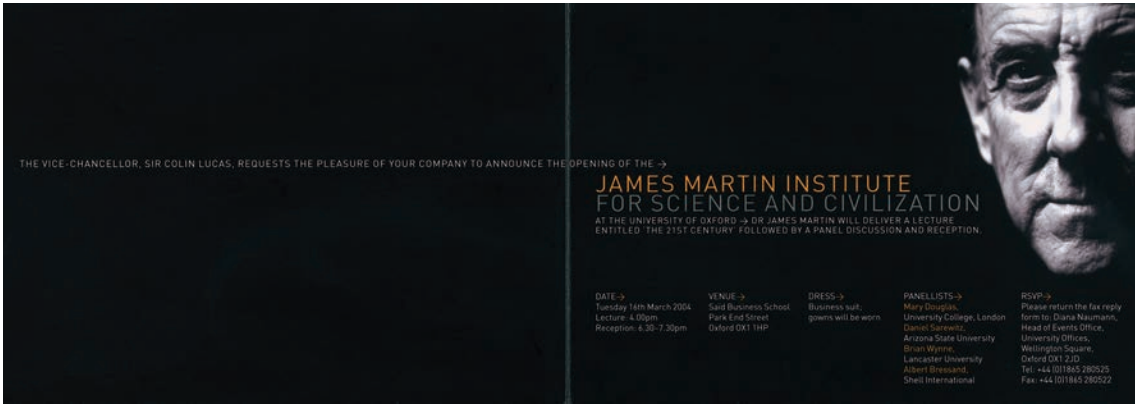 THE VICE-CHANCELLOR, SIR COLIN LUCAS, REQUESTS THE PLEASURE OF YOUR COMPANY TO ANNOUNCE THE OPENING OF THE →
JAMES MARTIN INSTITUTE
FOR SCIENCE AND CIVILIZATION
AT THE UNIVERSITY OF OXFORD → DR JAMES MARTIN WILL DELIVER A LECTURE
ENTITLED 'THE 21ST CENTURY' FOLLOWED BY A PANEL DISCUSSION AND RECEPTION.
DATE→
Tuesday 16th March 2004
Lecture: 4.00pm
Reception: 6.30-7.30pm
VENUE→
Saïd Business School
Park End Street
Oxford OX1 1HP
DRESS→
Business suit;
gowns will be worn
PANELLISTS→
Mary Douglas,
University College, London
Daniel Sarewitz,
Arizona State University
Brian Wynne,
Lancaster University
Albert Bressand,
Shell International
RSVP→
Please return the fax reply
form to: Diana Naumann,
Head of Events Office,
University Offices,
Wellington Square,
Oxford OX1 2JD
Tel: +44 (0)1865 280525
Fax: +44 (0)1865 280522